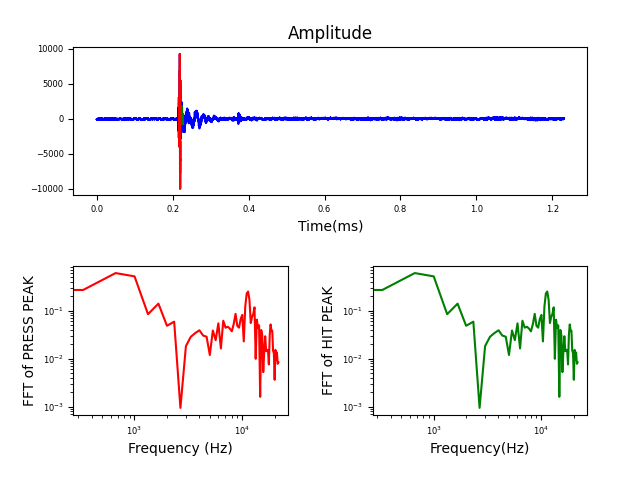 Amplitude
10000
5000
0
−5000
−10000
0.0 0.2 0.4 0.6 0.8 1.0 1.2
Time(ms)
FFT of PRESS PEAK
10⁻¹
10⁻²
10⁻³
10³ 10⁴
Frequency (Hz)
FFT of HIT PEAK
10⁻¹
10⁻²
10⁻³
10³ 10⁴
Frequency(Hz)